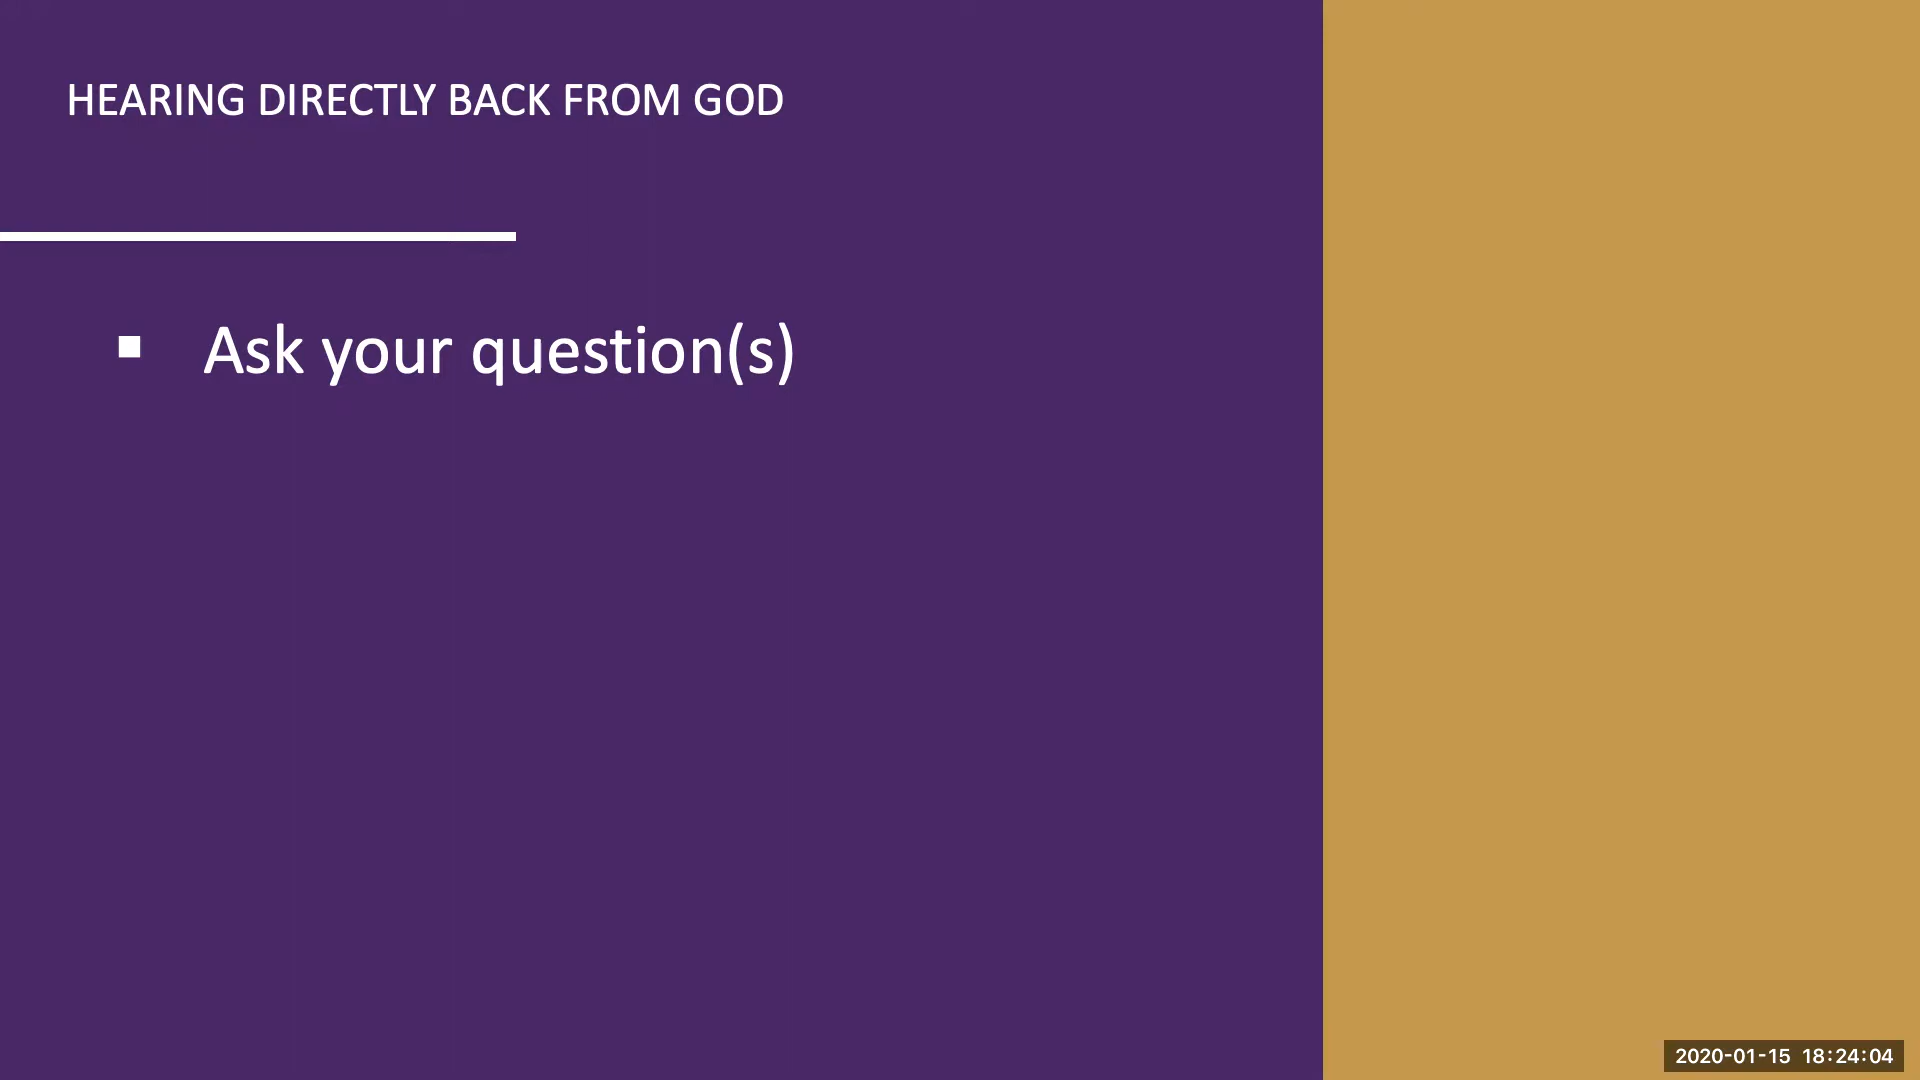 HEARING DIRECTLY BACK FROM GOD
▪ Ask your question(s)
2020-01-15 18:24:04